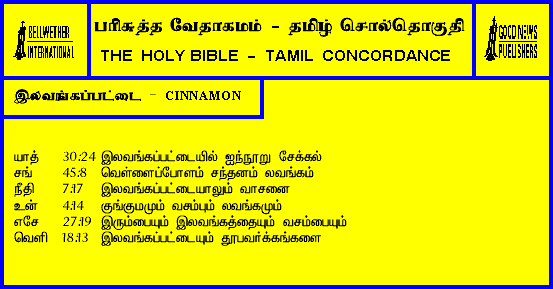 BELLWETHER
INTERNATIONAL
பரிசுத்த வேதாகமம் - தமிழ் சொல்தொகுதி
THE HOLY BIBLE - TAMIL CONCORDANCE
GOOD NEWS
PUBLISHERS
இலவங்கப்பட்டை - CINNAMON
யாத் 30:24 இலவங்கப்பட்டையில் ஐந்நூறு சேக்கல்
சங் 45:8 வெள்ளைப்போளம் சந்தனம் லவங்கம்
நீதி 7:17 இலவங்கப்பட்டையாலும் வாசனை
உன் 4:14 குங்குமமும் வசம்பும் லவங்கமும்
எசே 27:19 இரும்பையும் இலவங்கத்தையும் வசம்பையும்
வெளி 18:13 இலவங்கப்பட்டையும் தூபவர்க்கங்களை